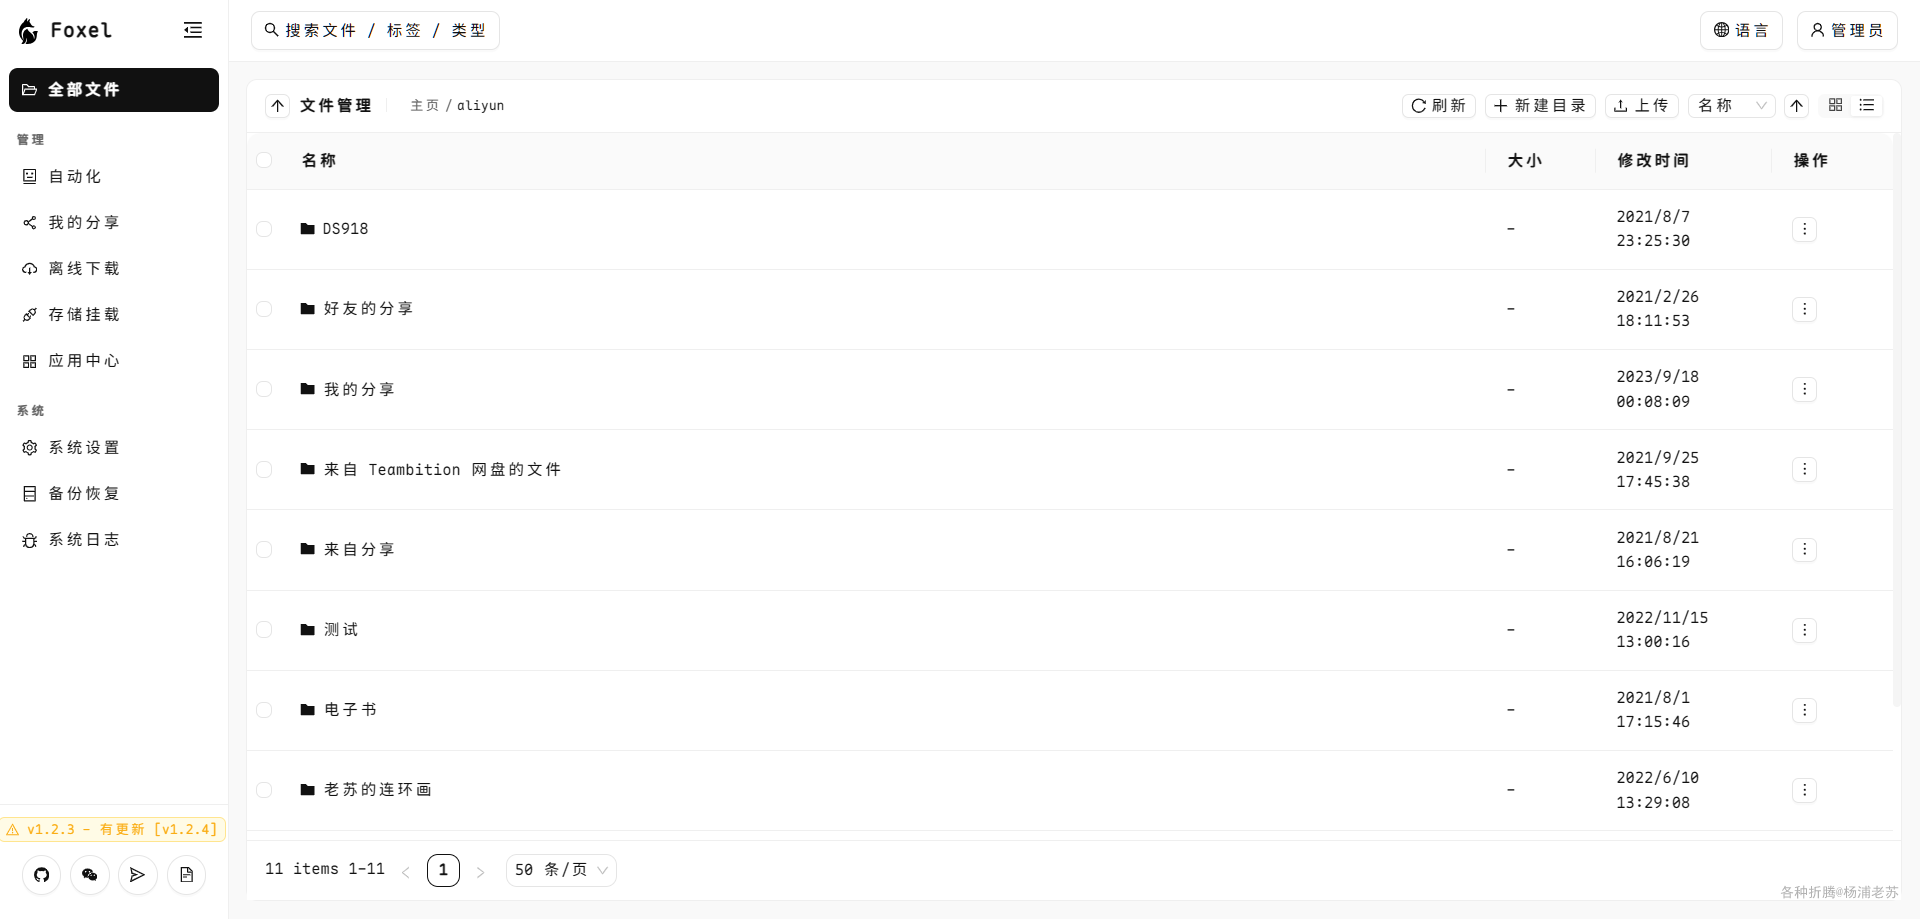 Foxel
搜索文件 / 标签 / 类型
语言
管理员
全部文件
管理
自动化
我的分享
离线下载
存储挂载
应用中心
系统
系统设置
备份恢复
系统日志
v1.2.3 - 有更新 [v1.2.4]
文件管理
主页 / aliyun
刷新
新建目录
上传
名称
名称 大小 修改时间 操作
DS918 - 2021/8/7
23:25:30
好友的分享 - 2021/2/26
18:11:53
我的分享 - 2023/9/18
00:08:09
来自 Teambition 网盘的文件 - 2021/9/25
17:45:38
来自分享 - 2021/8/21
16:06:19
测试 - 2022/11/15
13:00:16
电子书 - 2021/8/1
17:15:46
老苏的连环画 - 2022/6/10
13:29:08
11 items 1-11 < 1 > 50 条/页
各种折腾@杨浦老苏